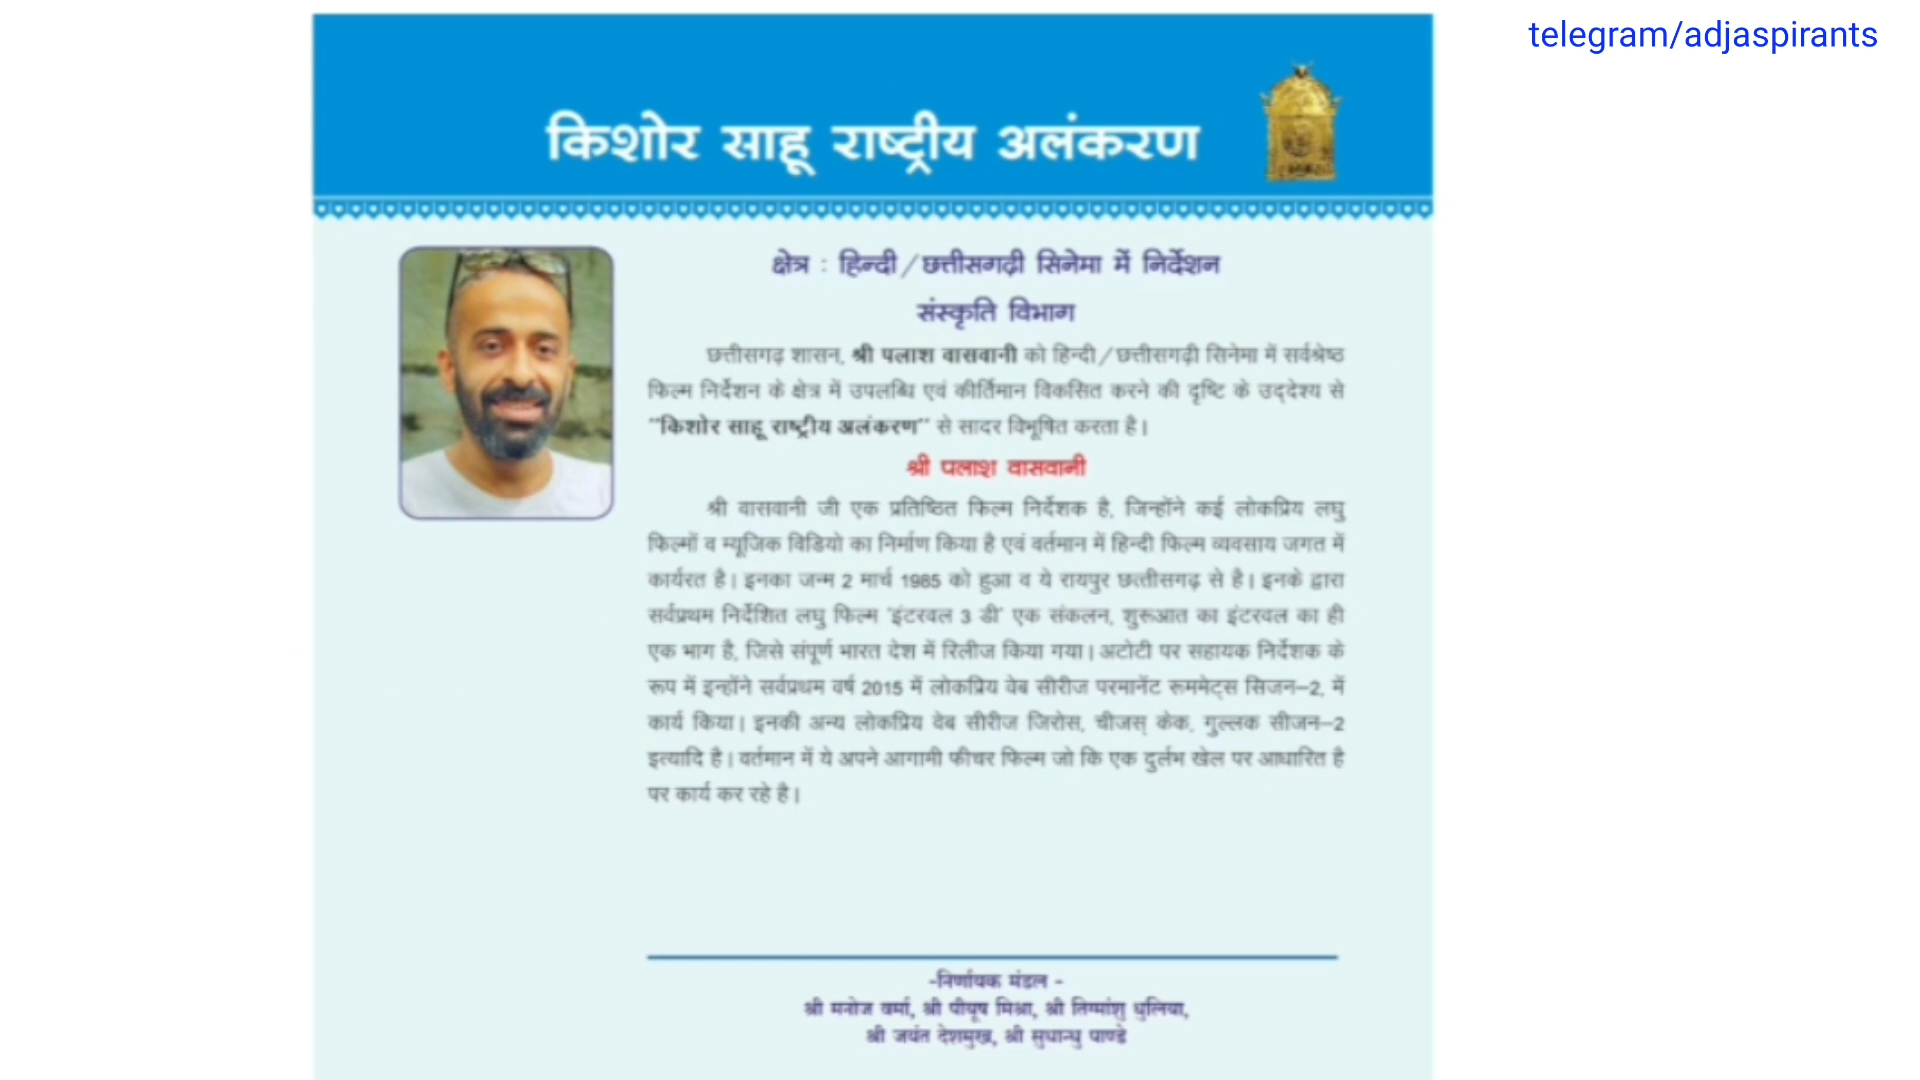 telegram/adjaspirants
किशोर साहू राष्ट्रीय अलंकरण
क्षेत्र : हिन्दी/छत्तीसगढ़ी सिनेमा में निर्देशन
संस्कृति विभाग
छत्तीसगढ़ शासन, श्री पलाश वासवानी को हिन्दी/छत्तीसगढ़ी सिनेमा में सर्वश्रेष्ठ
फिल्म निर्देशन के क्षेत्र में उपलब्धि एवं कीर्तिमान विकसित करने की दृष्टि के उद्देश्य से
"किशोर साहू राष्ट्रीय अलंकरण" से सादर विभूषित करता है।
श्री पलाश वासवानी
श्री वासवानी जी एक प्रतिष्ठित फिल्म निर्देशक है, जिन्होंने कई लोकप्रिय लघु
फिल्मों व म्यूजिक विडियो का निर्माण किया है एवं वर्तमान में हिन्दी फिल्म व्यवसाय जगत में
कार्यरत है। इनका जन्म 2 मार्च 1985 को हुआ व ये रायपुर छत्तीसगढ़ से है। इनके द्वारा
सर्वप्रथम निर्देशित लघु फिल्म 'इंटरवल 3 डी' एक संकलन, शुरूआत का इंटरवल का ही
एक भाग है, जिसे संपूर्ण भारत देश में रिलीज किया गया। अटोटी पर सहायक निर्देशक के
रूप में इन्होंने सर्वप्रथम वर्ष 2015 में लोकप्रिय वेब सीरीज परमानेंट रूममेट्स सिजन–2, में
कार्य किया। इनकी अन्य लोकप्रिय वेब सीरीज जिरोस, चीजस् केक, गुल्लक सीजन–2
इत्यादि है। वर्तमान में ये अपने आगामी फीचर फिल्म जो कि एक दुर्लभ खेल पर आधारित है
पर कार्य कर रहे है।
-निर्णायक मंडल -
श्री मनोज वर्मा, श्री पीयूष मिश्रा, श्री तिग्मांशु धुलिया,
श्री जयंत देशमुख, श्री सुधान्धु पाण्डे